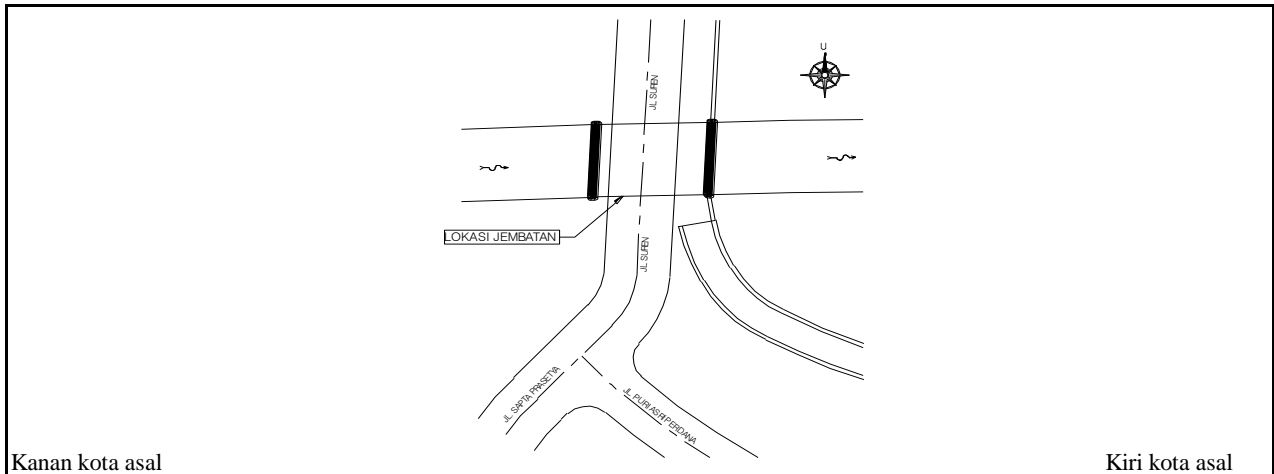 U
JL SUREN
LOKASI JEMBATAN
JL SUREN
JL SAPTA PRASETYA
JL PURI ASRI PERDANA
Kanan kota asal
Kiri kota asal